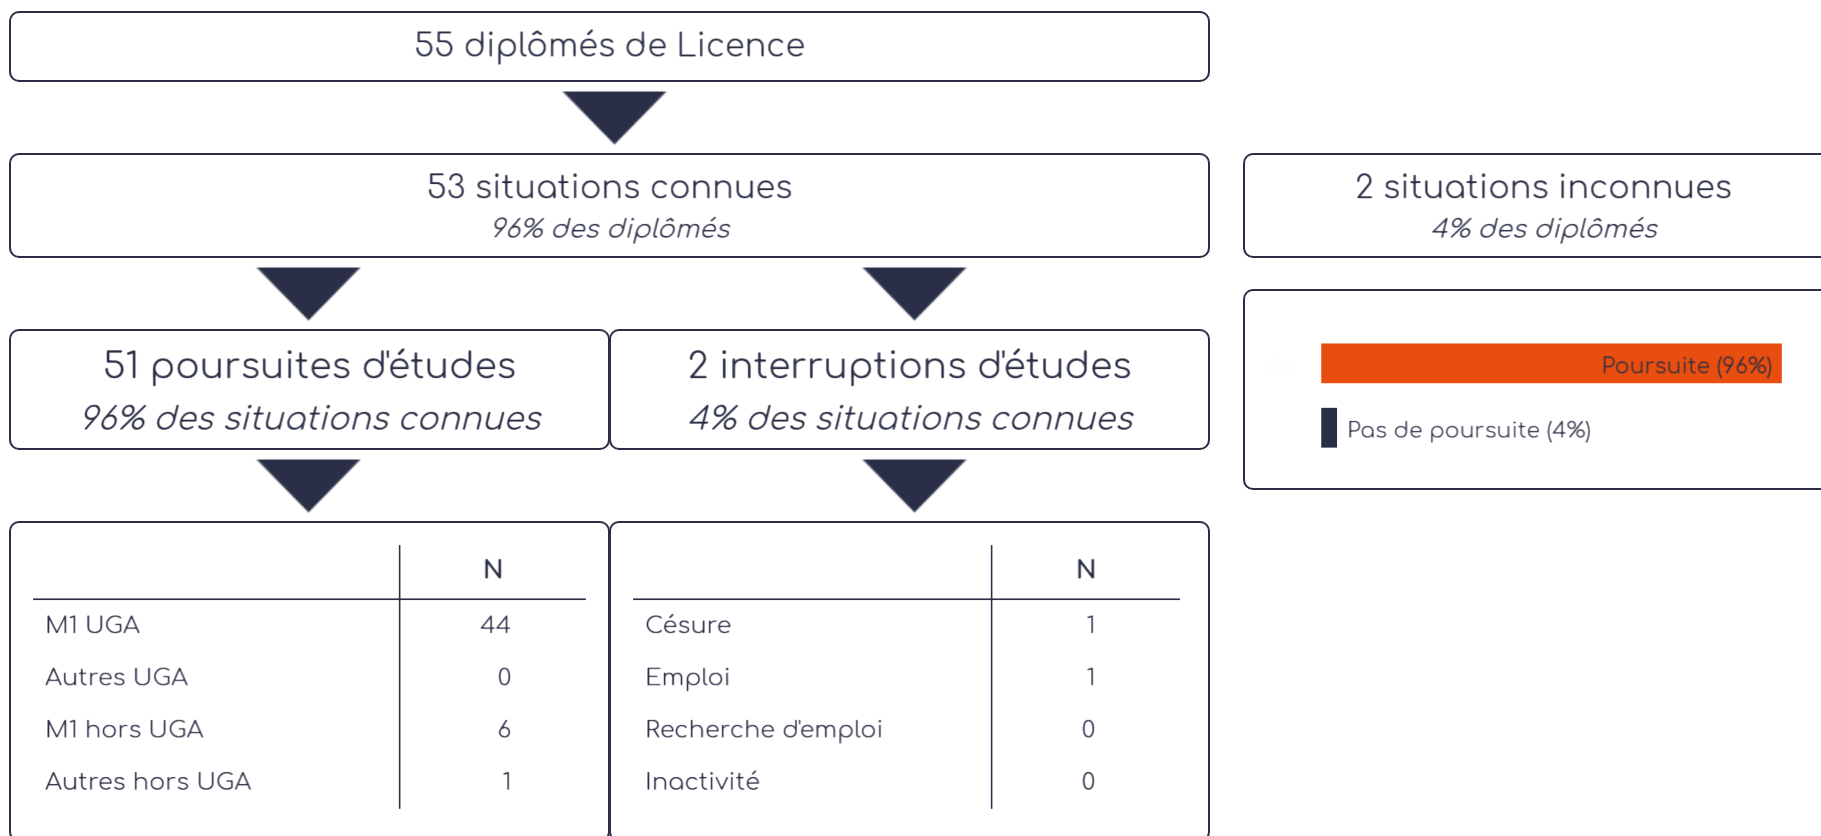 55 diplômés de Licence
53 situations connues
96% des diplômés
2 situations inconnues
4% des diplômés
51 poursuites d'études
96% des situations connues
2 interruptions d'études
4% des situations connues
Poursuite (96%)
Pas de poursuite (4%)
N
M1 UGA 44
Autres UGA 0
M1 hors UGA 6
Autres hors UGA 1
N
Césure 1
Emploi 1
Recherche d'emploi 0
Inactivité 0